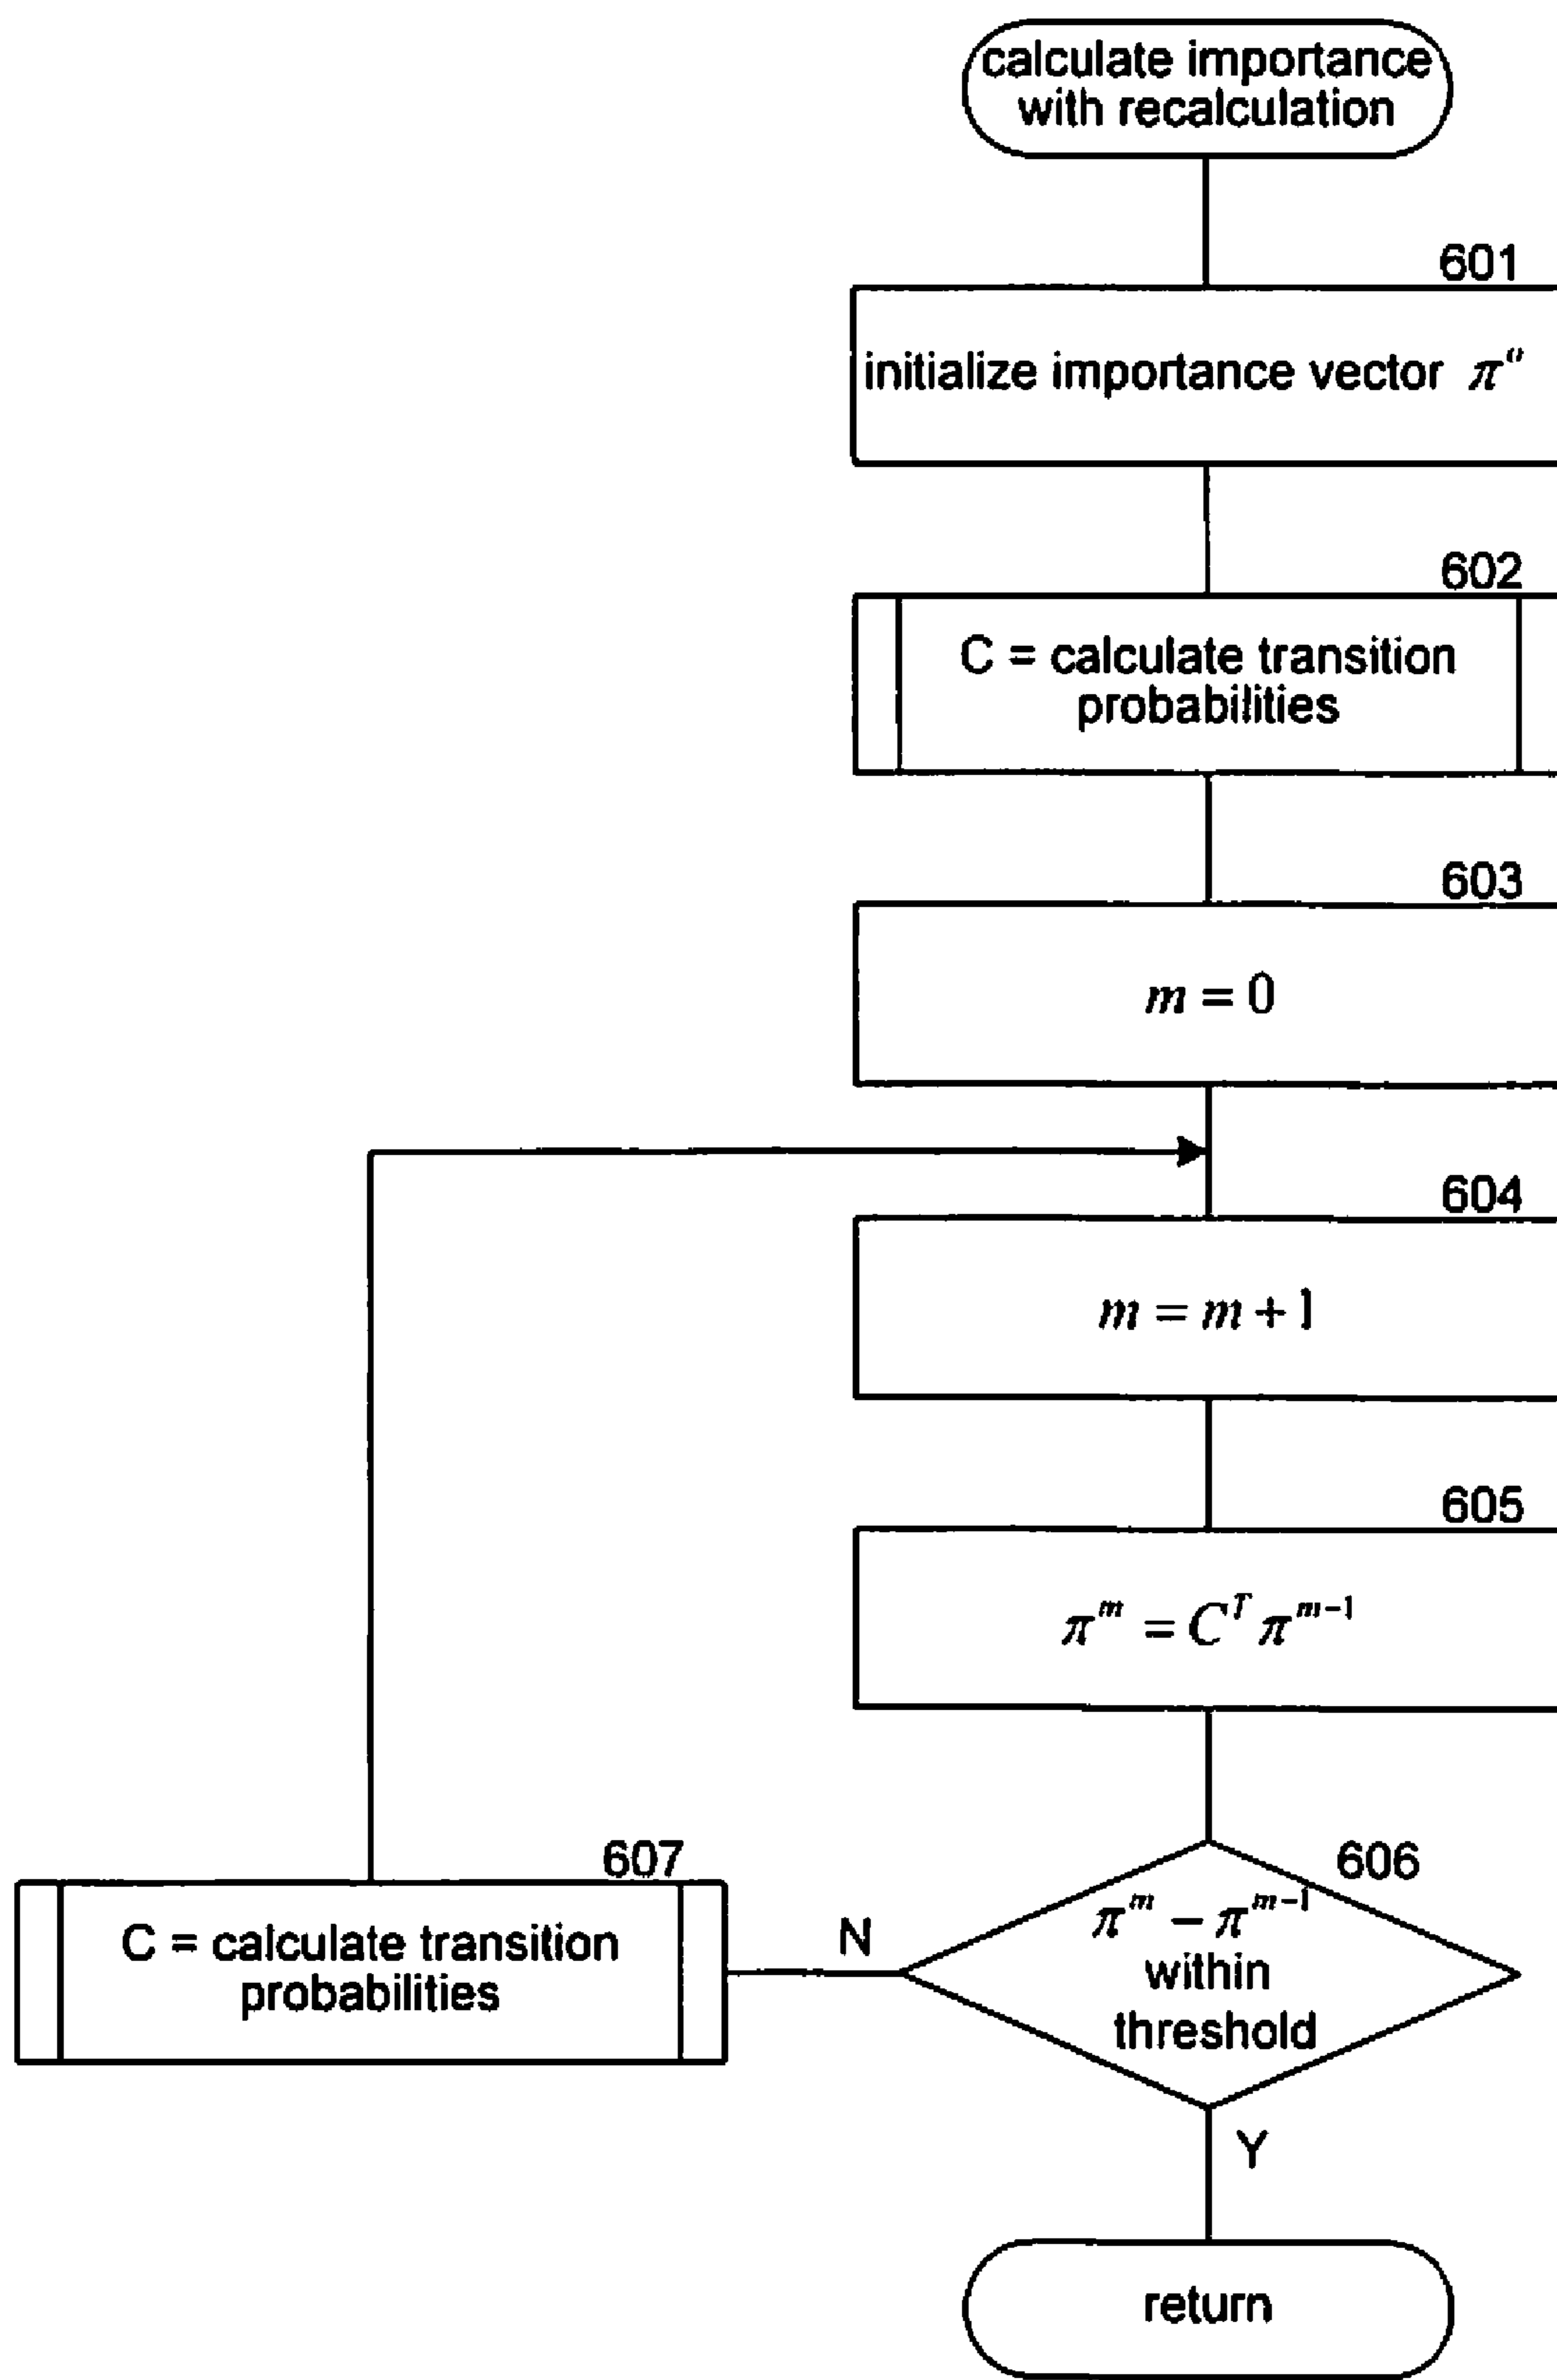 calculate importance
with recalculation
601
initialize importance vector π⁰
602
C = calculate transition
probabilities
603
m = 0
604
m = m + 1
605
π^m = C^T π^{m-1}
607
606
C = calculate transition
probabilities
N
π^m − π^{m-1}
within
threshold
Y
return